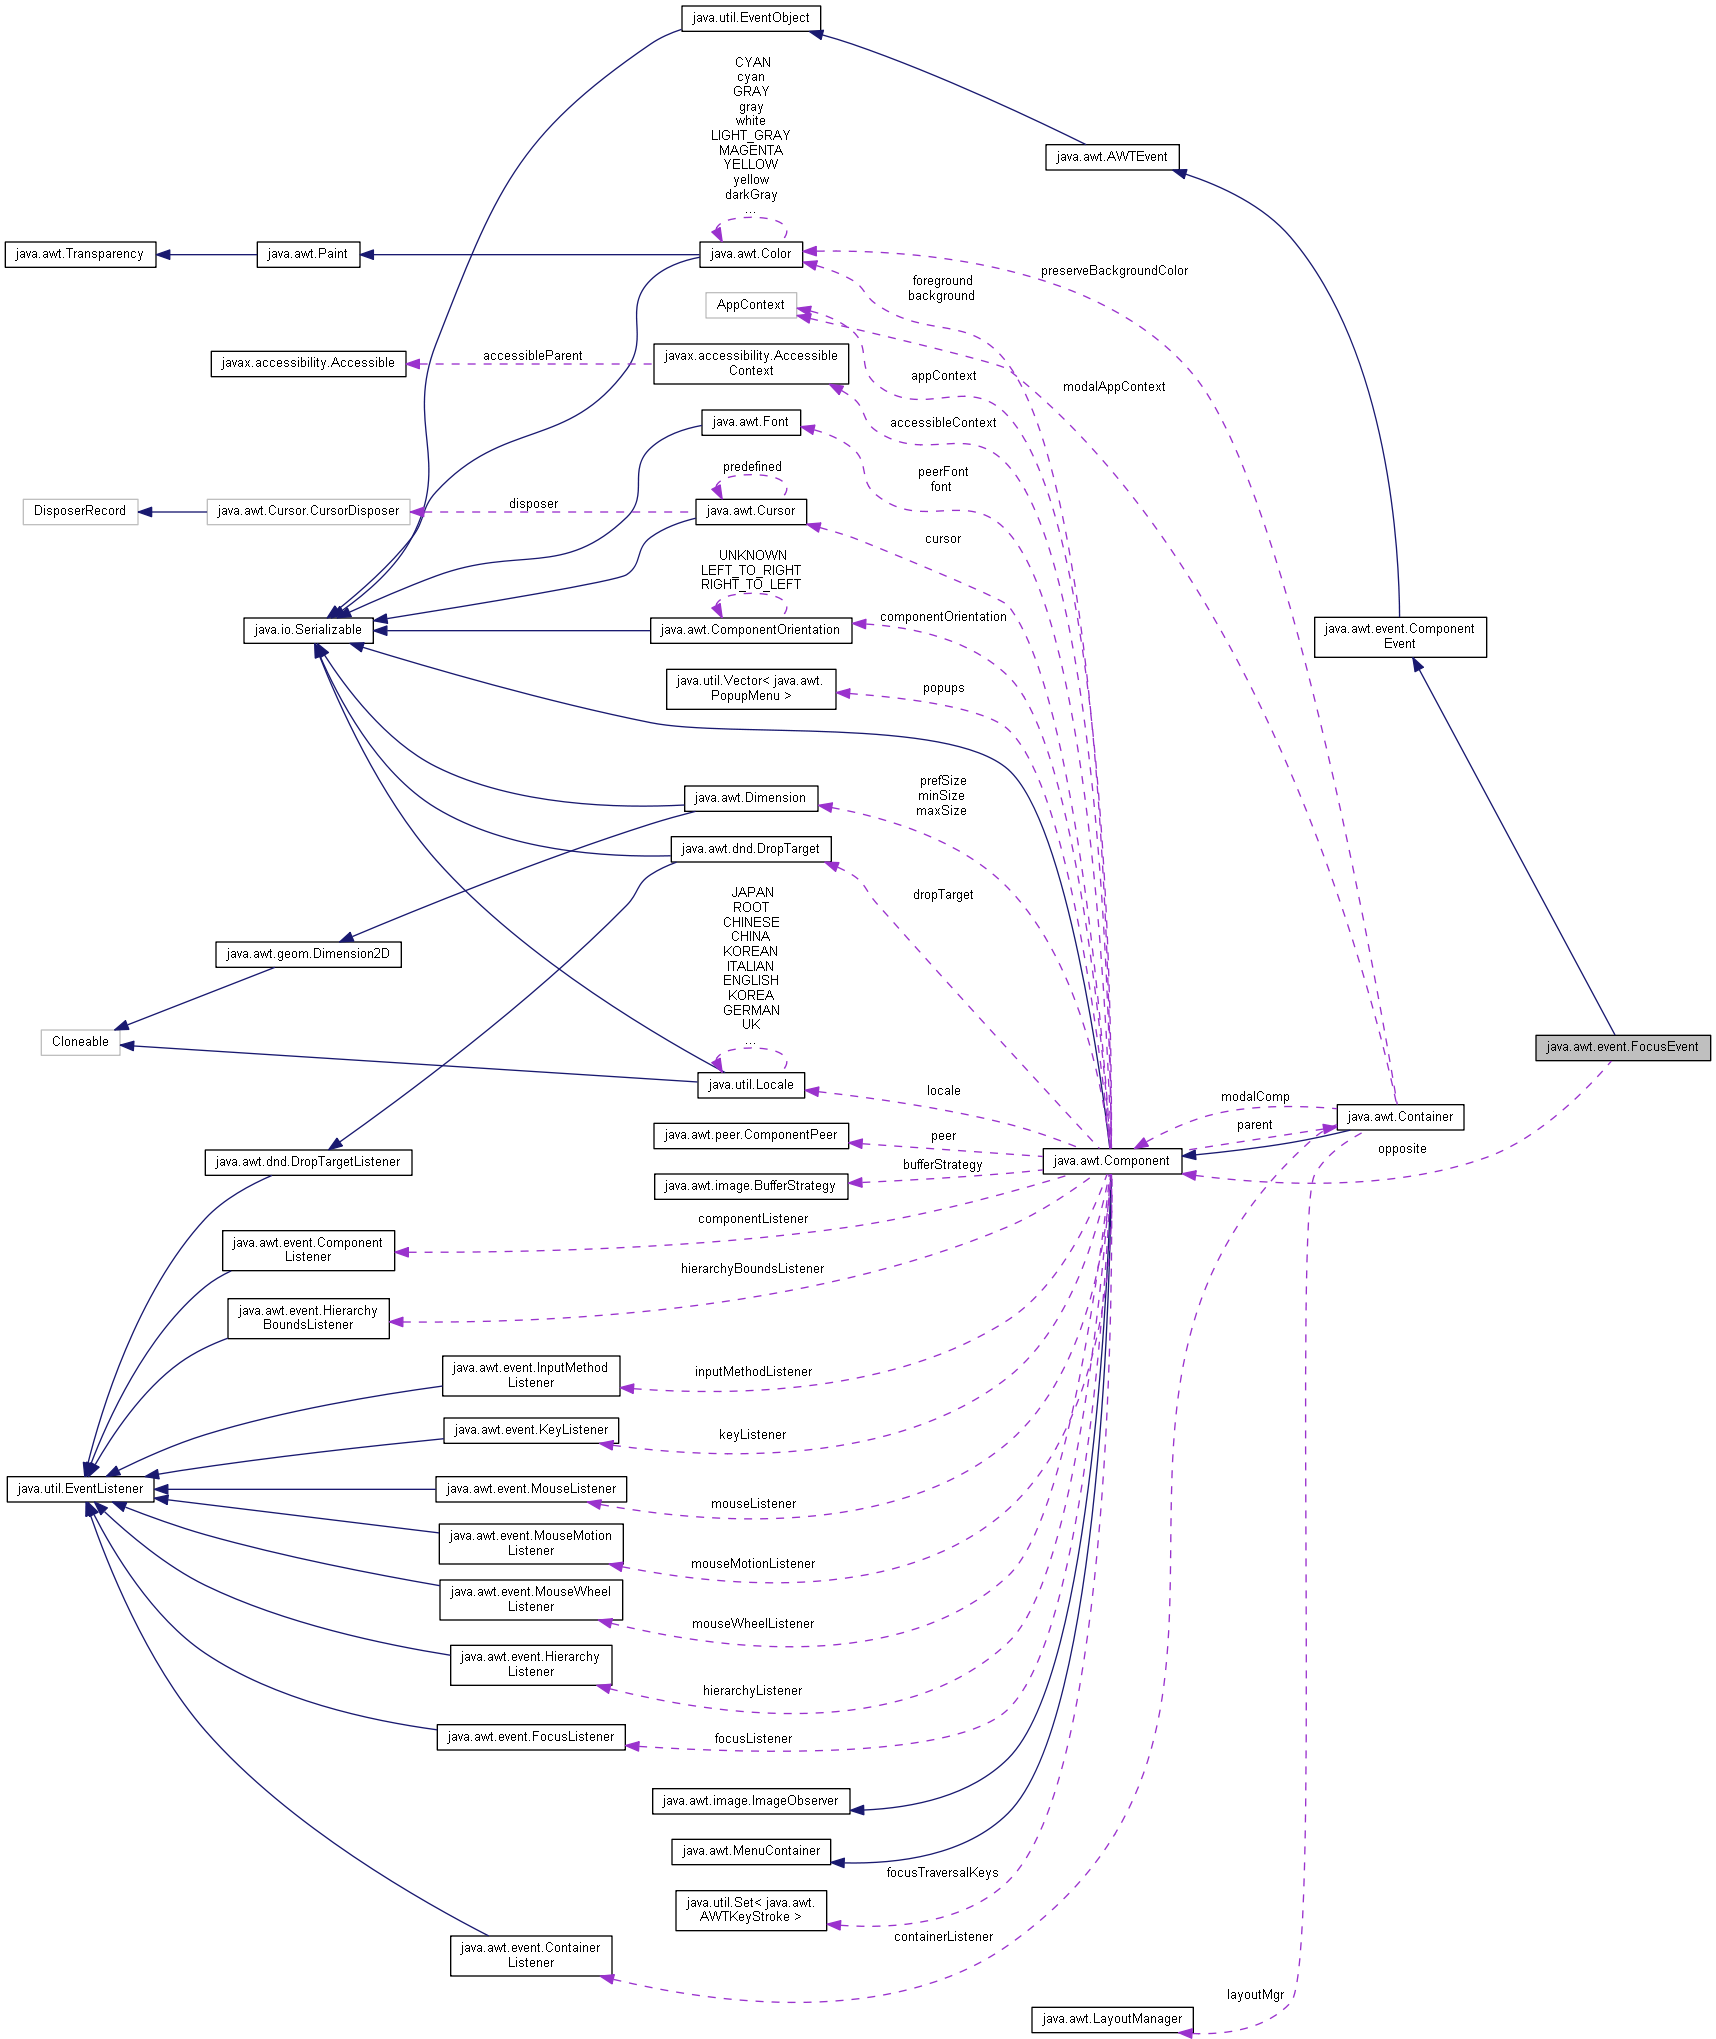 java.util.EventObject
CYAN
cyan
GRAY
gray
white
LIGHT_GRAY
MAGENTA
YELLOW
yellow
darkGray
...
java.awt.AWTEvent
java.awt.Transparency
java.awt.Paint
java.awt.Color
preserveBackgroundColor
foreground
background
AppContext
javax.accessibility.Accessible
accessibleParent
javax.accessibility.Accessible
Context
appContext
modalAppContext
java.awt.Font
accessibleContext
predefined
peerFont
font
DisposerRecord
java.awt.Cursor.CursorDisposer
disposer
java.awt.Cursor
cursor
UNKNOWN
LEFT_TO_RIGHT
RIGHT_TO_LEFT
java.io.Serializable
java.awt.ComponentOrientation
componentOrientation
java.awt.event.Component
Event
java.util.Vector< java.awt.
PopupMenu >
popups
java.awt.Dimension
prefSize
minSize
maxSize
java.awt.dnd.DropTarget
dropTarget
JAPAN
ROOT
CHINESE
CHINA
KOREAN
ITALIAN
ENGLISH
KOREA
GERMAN
UK
...
java.awt.geom.Dimension2D
Cloneable
java.awt.event.FocusEvent
java.util.Locale
locale
modalComp
java.awt.Container
java.awt.peer.ComponentPeer
peer
parent
opposite
java.awt.dnd.DropTargetListener
bufferStrategy
java.awt.Component
java.awt.image.BufferStrategy
componentListener
java.awt.event.Component
Listener
hierarchyBoundsListener
java.awt.event.Hierarchy
BoundsListener
java.awt.event.InputMethod
Listener
inputMethodListener
java.awt.event.KeyListener
keyListener
java.util.EventListener
java.awt.event.MouseListener
mouseListener
java.awt.event.MouseMotion
Listener
mouseMotionListener
java.awt.event.MouseWheel
Listener
mouseWheelListener
java.awt.event.Hierarchy
Listener
hierarchyListener
java.awt.event.FocusListener
focusListener
java.awt.image.ImageObserver
java.awt.MenuContainer
focusTraversalKeys
java.util.Set< java.awt.
AWTKeyStroke >
containerListener
java.awt.event.Container
Listener
layoutMgr
java.awt.LayoutManager